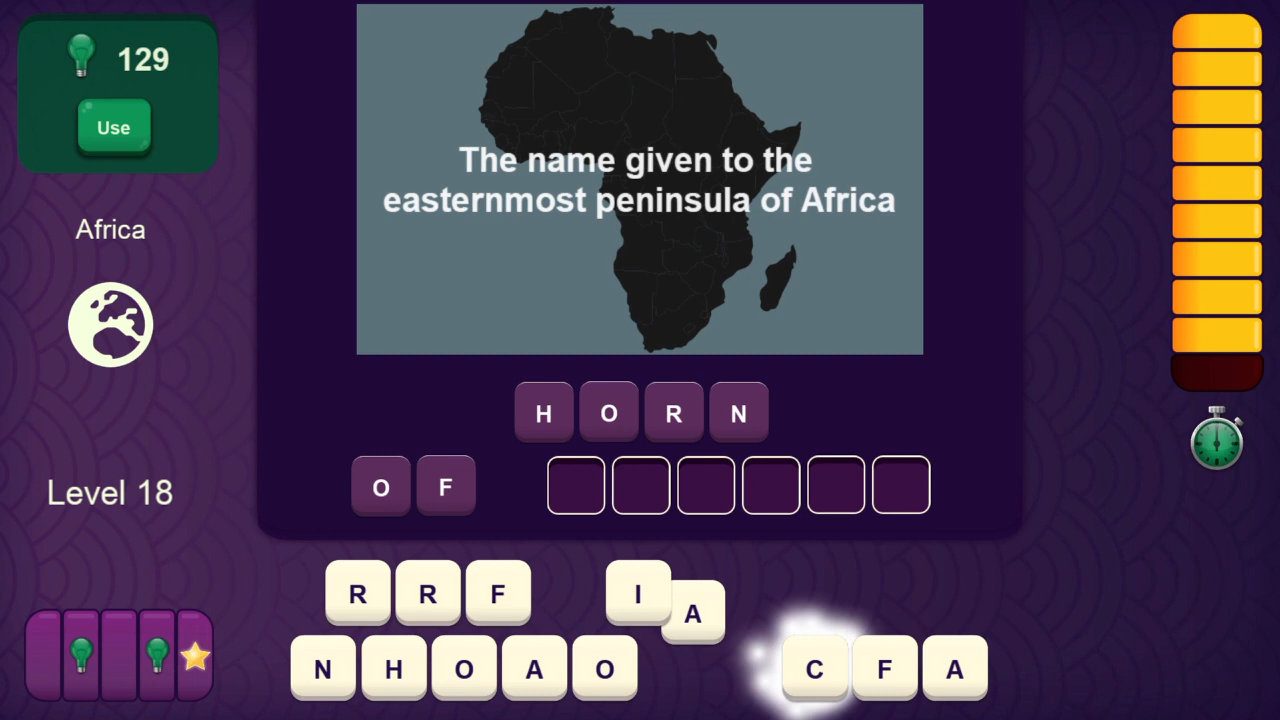 129
Use
Africa
Level 18
The name given to the
easternmost peninsula of Africa
H O R N
O F
R R F I A
N H O A O C F A